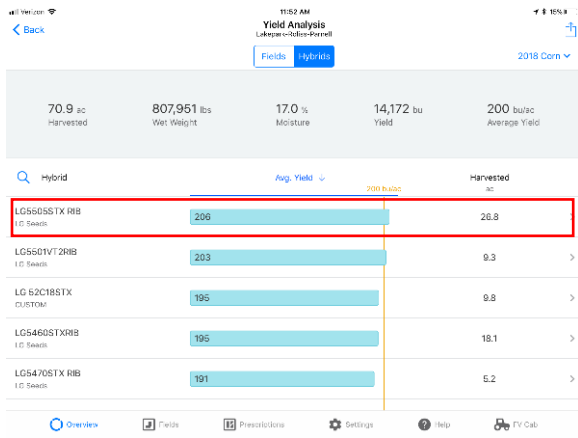 Verizon 11:52 AM 15%
Back Yield Analysis
Lakepark-Roliss-Parnell
Fields Hybrids 2018 Corn
70.9 ac 807,951 lbs 17.0 % 14,172 bu 200 bu/ac
Harvested Wet Weight Moisture Yield Average Yield
Hybrid Avg. Yield ↓ Harvested
200 bu/ac ac
LG5505STX RIB 206 26.8
LG Seeds
LG5501VT2RIB 203 9.3
LG Seeds
LG 52C18STX 195 9.8
CUSTOM
LG5460STXRIB 195 18.1
LG Seeds
LG5470STX RIB 191 5.2
LG Seeds
Overview Fields Prescriptions Settings Help FV Cab